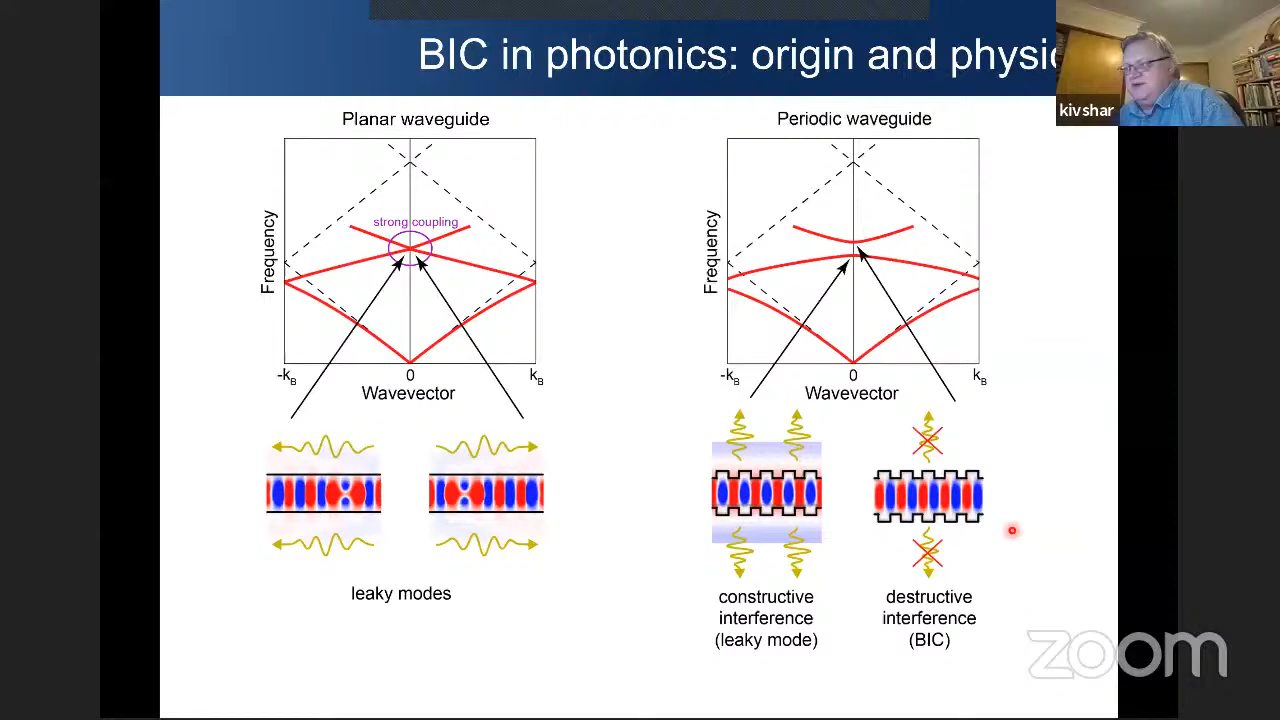 BIC in photonics: origin and physi
kivshar
Planar waveguide
Frequency
strong coupling
-kB
0
kB
Wavevector
leaky modes
Periodic waveguide
Frequency
-kB
0
kB
Wavevector
constructive
interference
(leaky mode)
destructive
interference
(BIC)
zoom